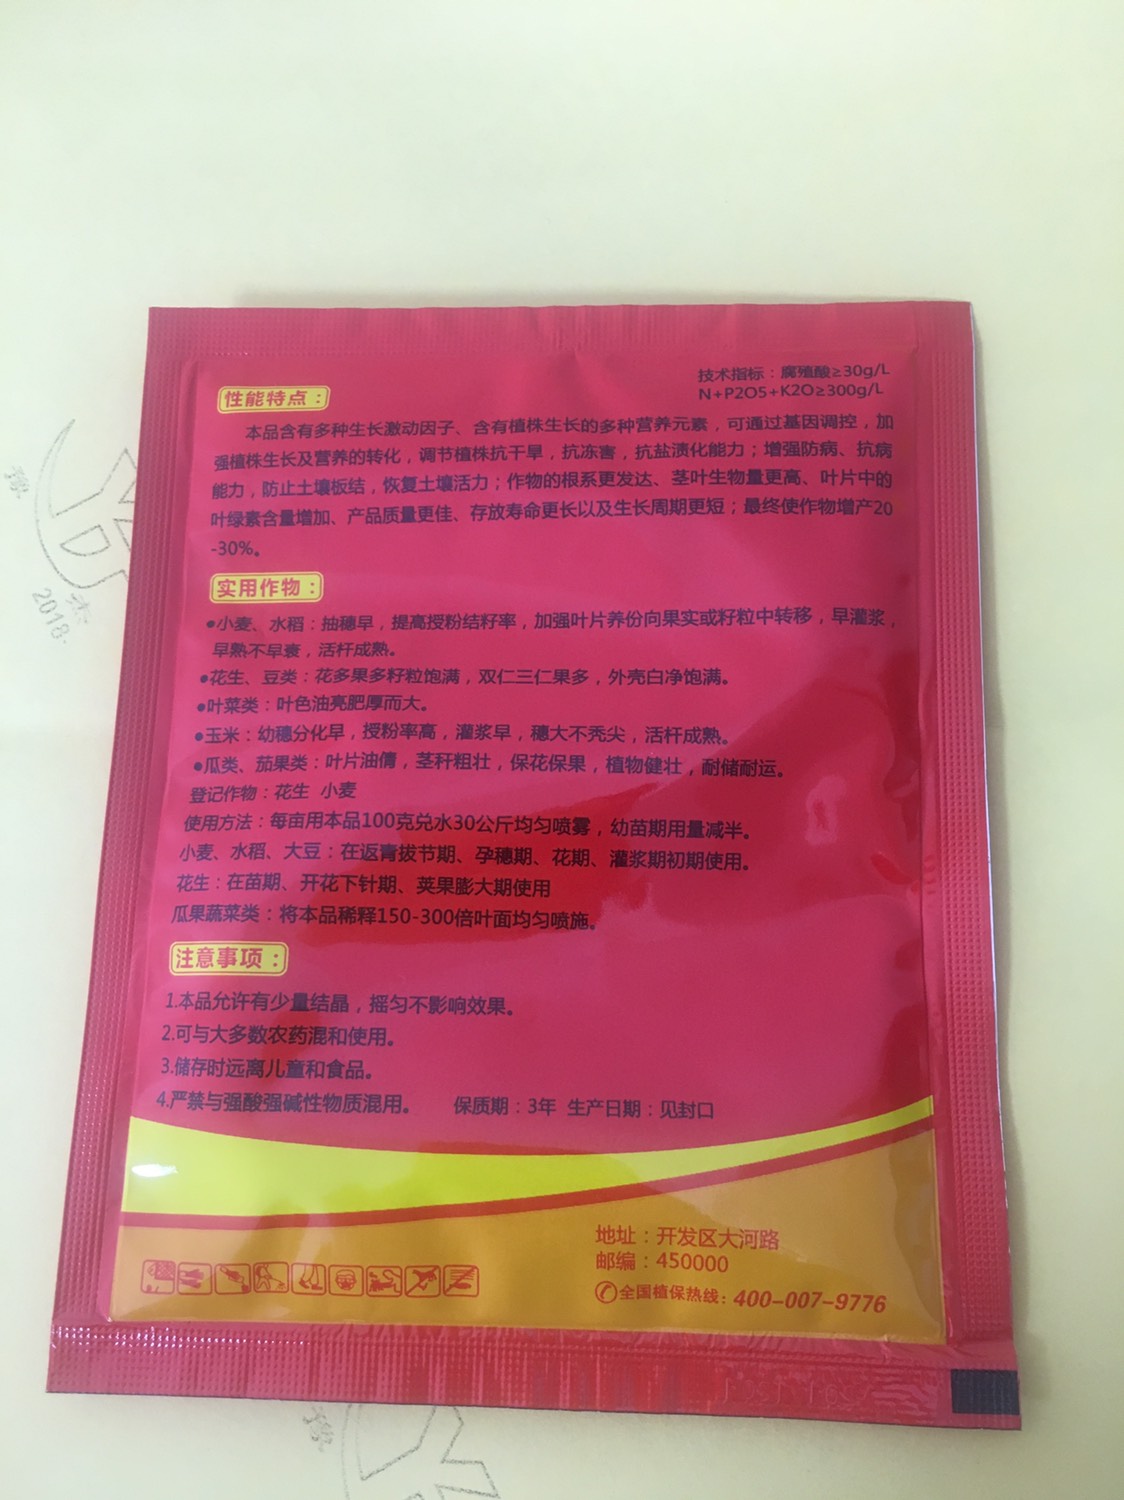 技术指标：腐殖酸≥30g/L
N+P2O5+K2O≥300g/L
性能特点：
本品含有多种生长激动因子、含有植株生长的多种营养元素，可通过基因调控，加
强植株生长及营养的转化，调节植株抗干旱，抗冻害，抗盐渍化能力；增强防病、抗病
能力，防止土壤板结，恢复土壤活力；作物的根系更发达、茎叶生物量更高、叶片中的
叶绿素含量增加、产品质量更佳、存放寿命更长以及生长周期更短；最终使作物增产20
-30%。
实用作物：
●小麦、水稻：抽穗早，提高授粉结籽率，加强叶片养份向果实或籽粒中转移，早灌浆，
早熟不早衰，活杆成熟。
●花生、豆类：花多果多籽粒饱满，双仁三仁果多，外壳白净饱满。
●叶菜类：叶色油亮肥厚而大。
●玉米：幼穗分化早，授粉率高，灌浆早，穗大不秃尖，活杆成熟。
●瓜类、茄果类：叶片油倩，茎秆粗壮，保花保果，植物健壮，耐储耐运。
登记作物：花生 小麦
使用方法：每亩用本品100克兑水30公斤均匀喷雾，幼苗期用量减半。
小麦、水稻、大豆：在返青拔节期、孕穗期、花期、灌浆期初期使用。
花生：在苗期、开花下针期、荚果膨大期使用
瓜果蔬菜类：将本品稀释150-300倍叶面均匀喷施。
注意事项：
1.本品允许有少量结晶，摇匀不影响效果。
2.可与大多数农药混和使用。
3.储存时远离儿童和食品。
4.严禁与强酸强碱性物质混用。 保质期：3年 生产日期：见封口
地址：开发区大河路
邮编：450000
全国植保热线：400-007-9776
豫
杰
2018.
豫